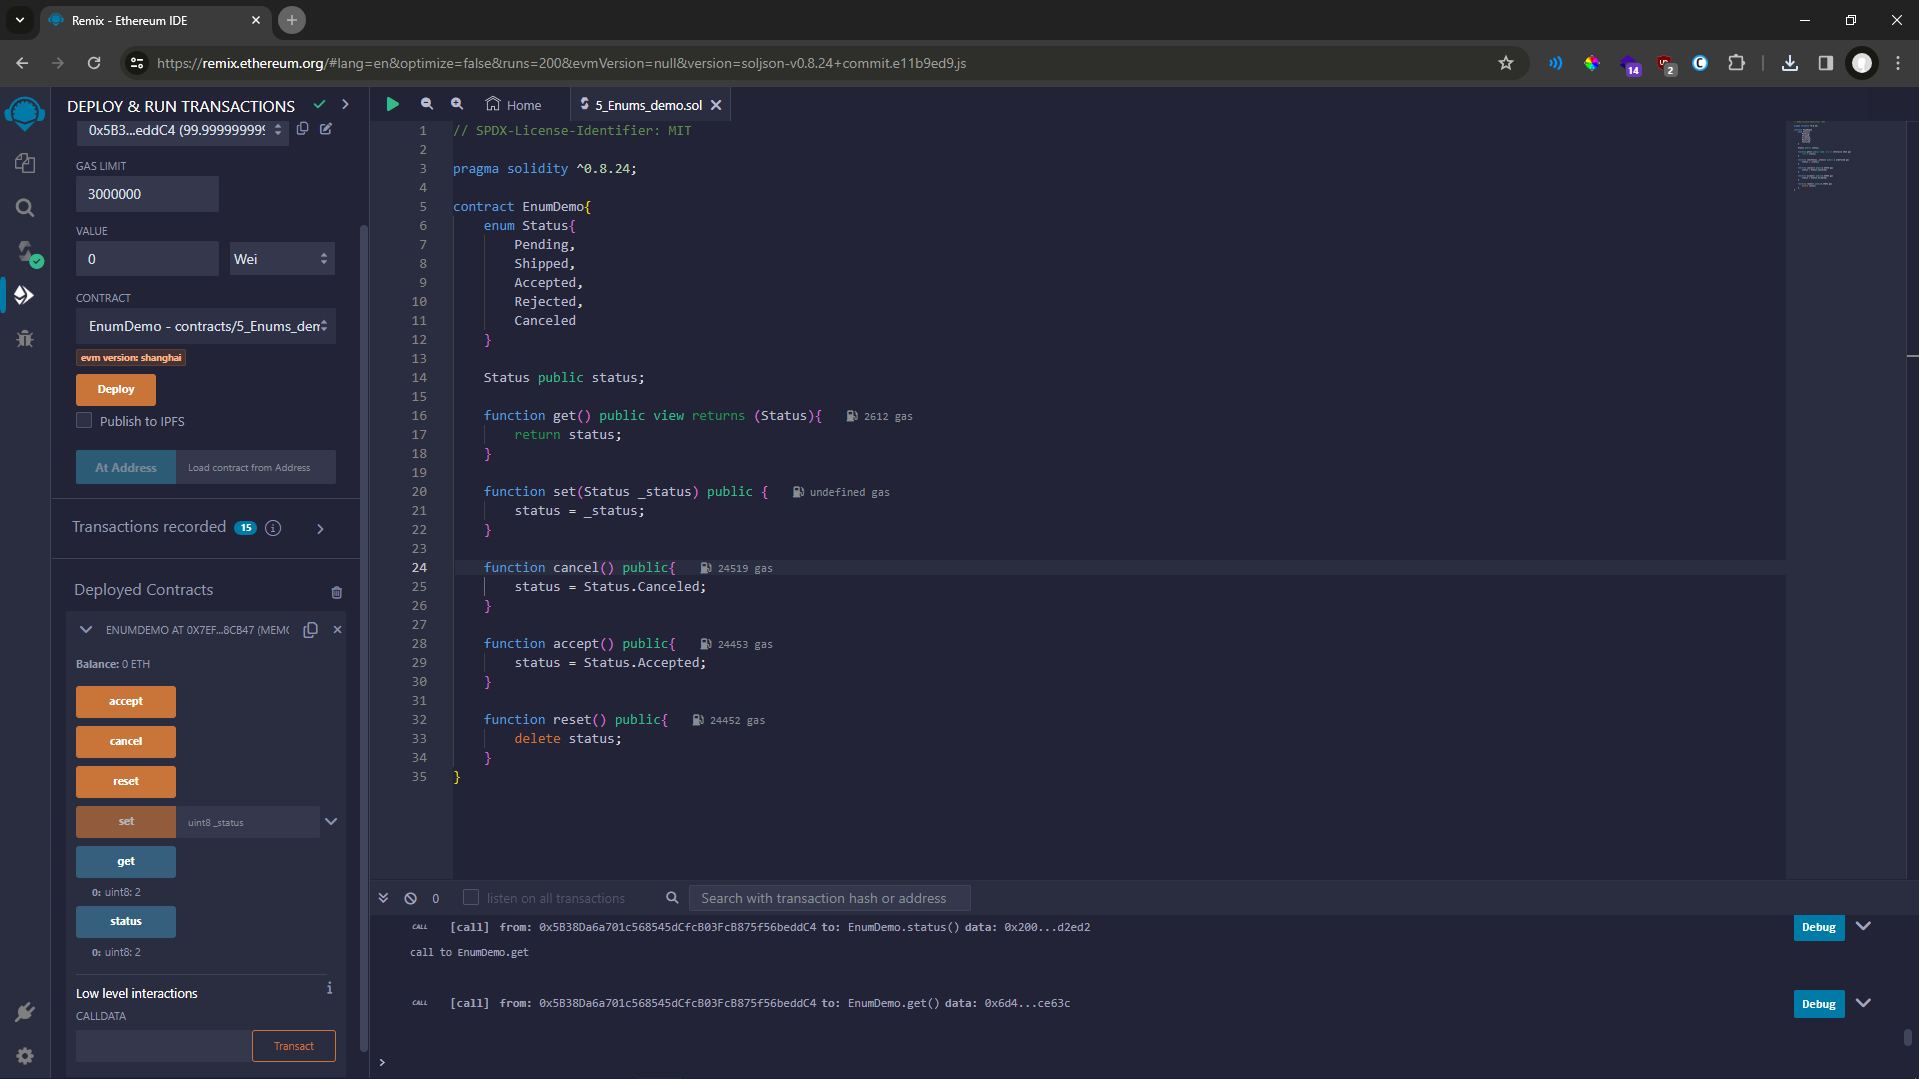 Remix - Ethereum IDE
https://remix.ethereum.org/#lang=en&optimize=false&runs=200&evmVersion=null&version=soljson-v0.8.24+commit.e11b9ed9.js
14
2
DEPLOY & RUN TRANSACTIONS
0x5B3...eddC4 (99.9999999999
GAS LIMIT
3000000
VALUE
0
Wei
CONTRACT
EnumDemo - contracts/5_Enums_dem
evm version: shanghai
Deploy
Publish to IPFS
At Address
Load contract from Address
Transactions recorded 15
Deployed Contracts
ENUMDEMO AT 0X7EF...8CB47 (MEMO
Balance: 0 ETH
accept
cancel
reset
set
uint8 _status
get
0: uint8: 2
status
0: uint8: 2
Low level interactions
CALLDATA
Transact
Home
5_Enums_demo.sol
1 // SPDX-License-Identifier: MIT
2
3 pragma solidity ^0.8.24;
4
5 contract EnumDemo{
6 enum Status{
7 Pending,
8 Shipped,
9 Accepted,
10 Rejected,
11 Canceled
12 }
13
14 Status public status;
15
16 function get() public view returns (Status){ 2612 gas
17 return status;
18 }
19
20 function set(Status _status) public { undefined gas
21 status = _status;
22 }
23
24 function cancel() public{ 24519 gas
25 status = Status.Canceled;
26 }
27
28 function accept() public{ 24453 gas
29 status = Status.Accepted;
30 }
31
32 function reset() public{ 24452 gas
33 delete status;
34 }
35 }
0
listen on all transactions
Search with transaction hash or address
CALL [call] from: 0x5B38Da6a701c568545dCfcB03FcB875f56beddC4 to: EnumDemo.status() data: 0x200...d2ed2
Debug
call to EnumDemo.get
CALL [call] from: 0x5B38Da6a701c568545dCfcB03FcB875f56beddC4 to: EnumDemo.get() data: 0x6d4...ce63c
Debug
>